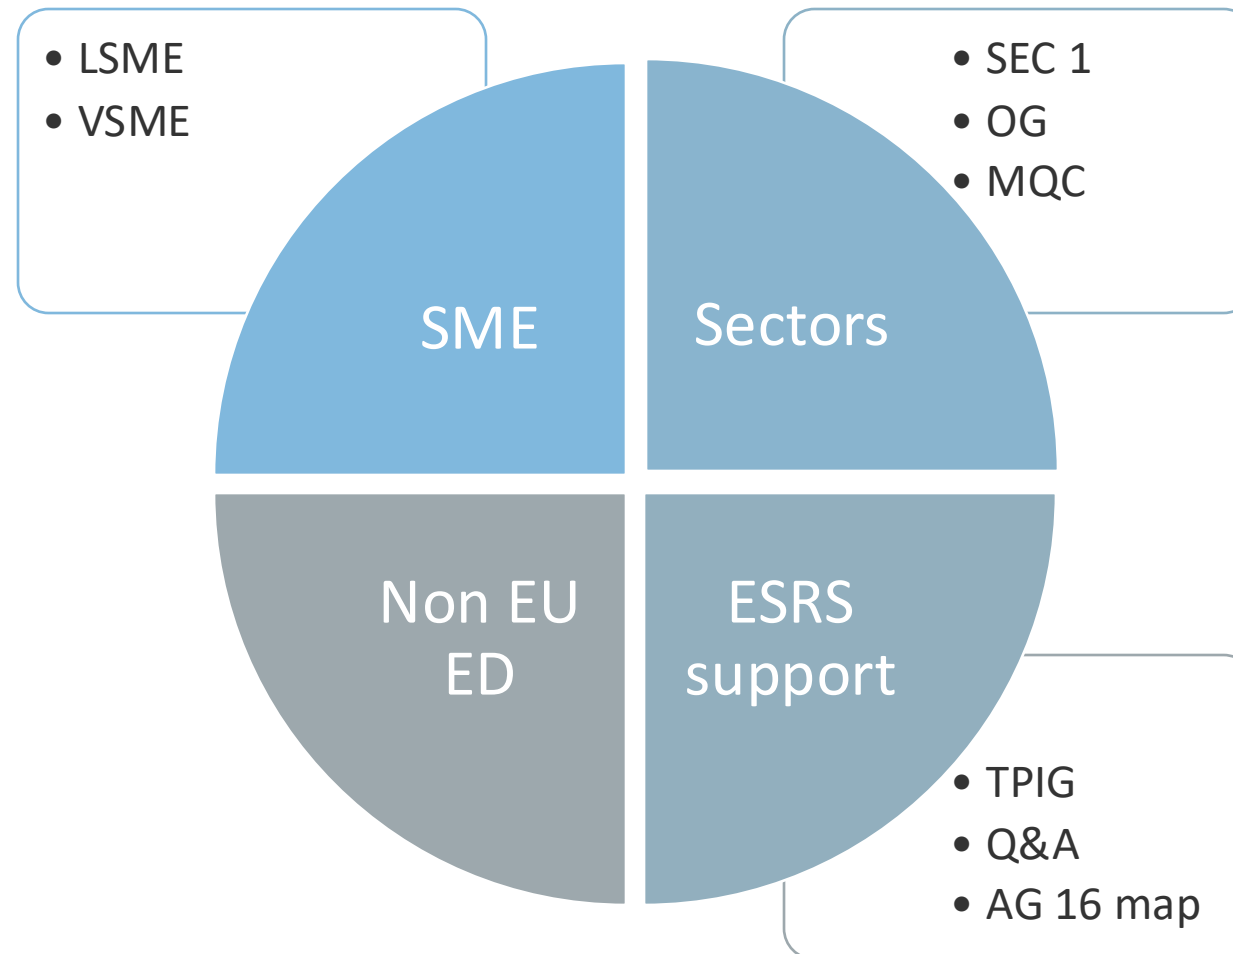 • LSME
• VSME
• SEC 1
• OG
• MQC
SME
Sectors
Non EU
ED
ESRS
support
• TPIG
• Q&A
• AG 16 map